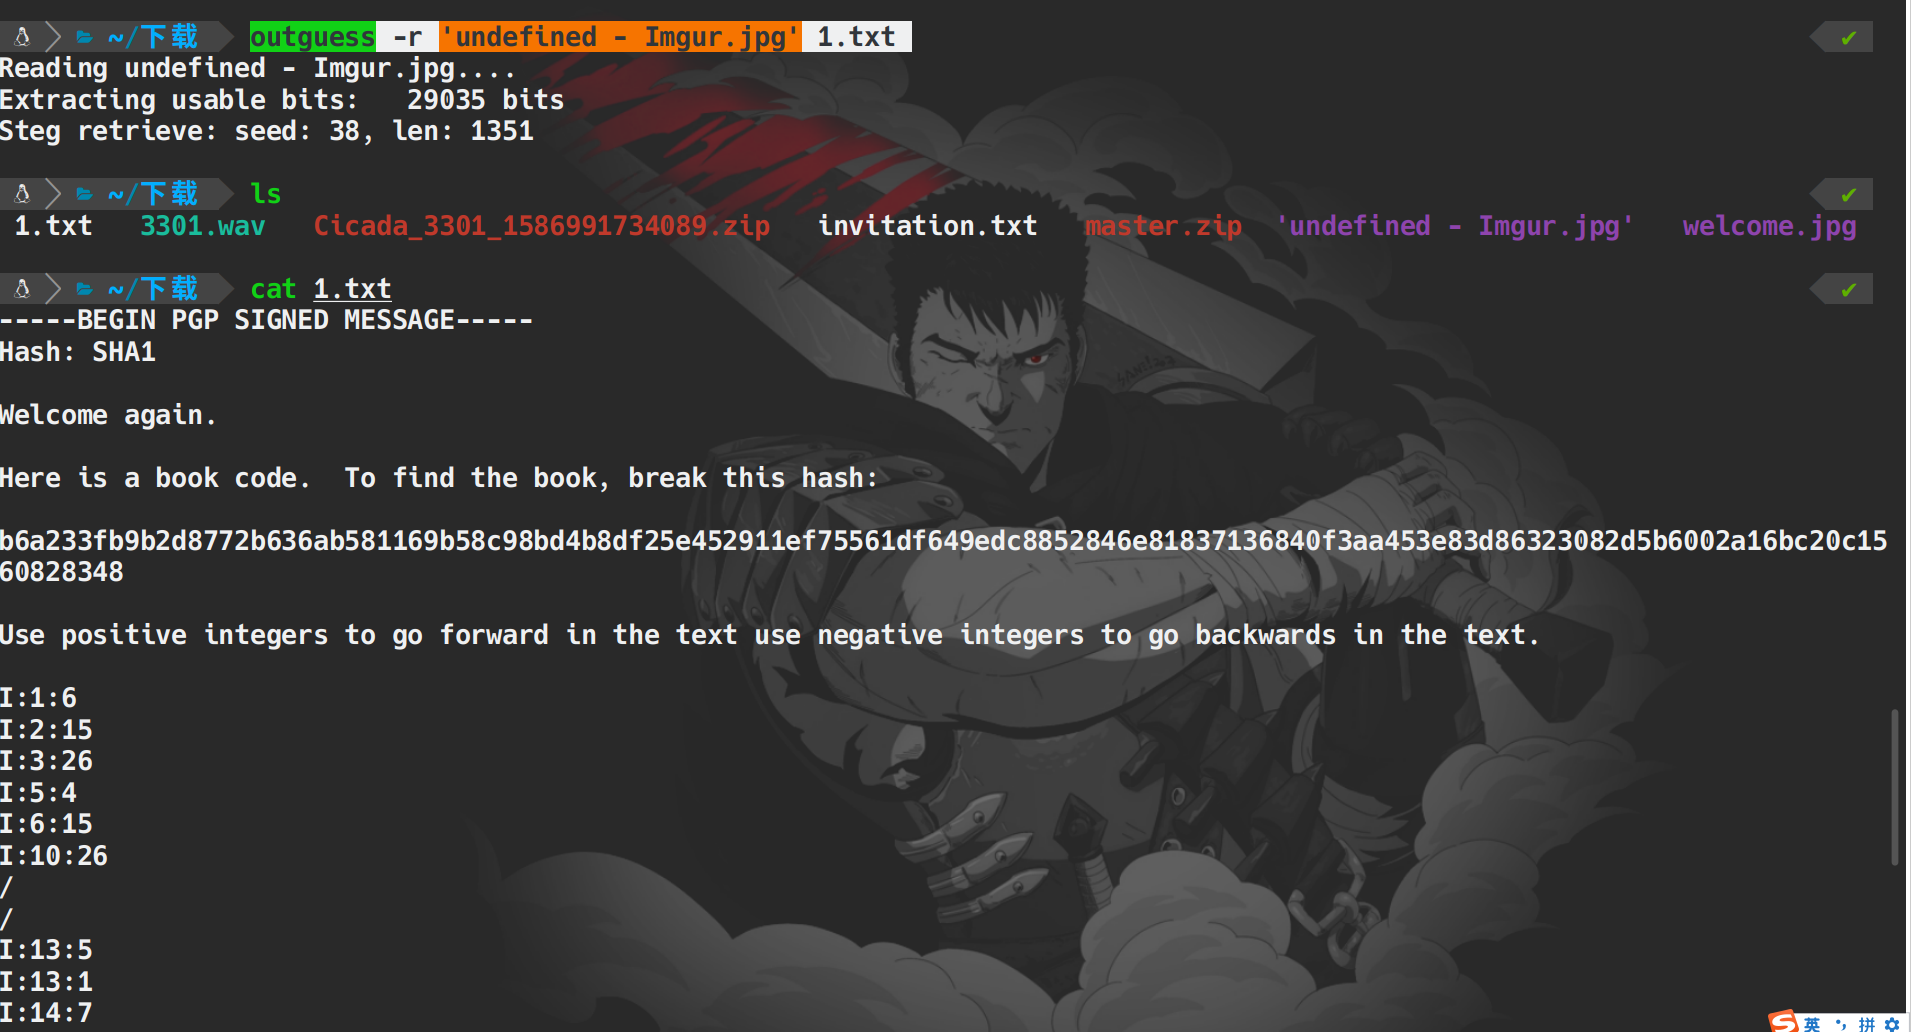 ~/下载 outguess -r 'undefined - Imgur.jpg' 1.txt ✔
Reading undefined - Imgur.jpg....
Extracting usable bits:   29035 bits
Steg retrieve: seed: 38, len: 1351
~/下载 ls ✔
1.txt   3301.wav   Cicada_3301_1586991734089.zip   invitation.txt   master.zip  'undefined - Imgur.jpg'   welcome.jpg
~/下载 cat 1.txt ✔
-----BEGIN PGP SIGNED MESSAGE-----
Hash: SHA1
Welcome again.
Here is a book code.  To find the book, break this hash:
b6a233fb9b2d8772b636ab581169b58c98bd4b8df25e452911ef75561df649edc8852846e81837136840f3aa453e83d86323082d5b6002a16bc20c15
60828348
Use positive integers to go forward in the text use negative integers to go backwards in the text.
I:1:6
I:2:15
I:3:26
I:5:4
I:6:15
I:10:26
/
/
I:13:5
I:13:1
I:14:7
英 拼